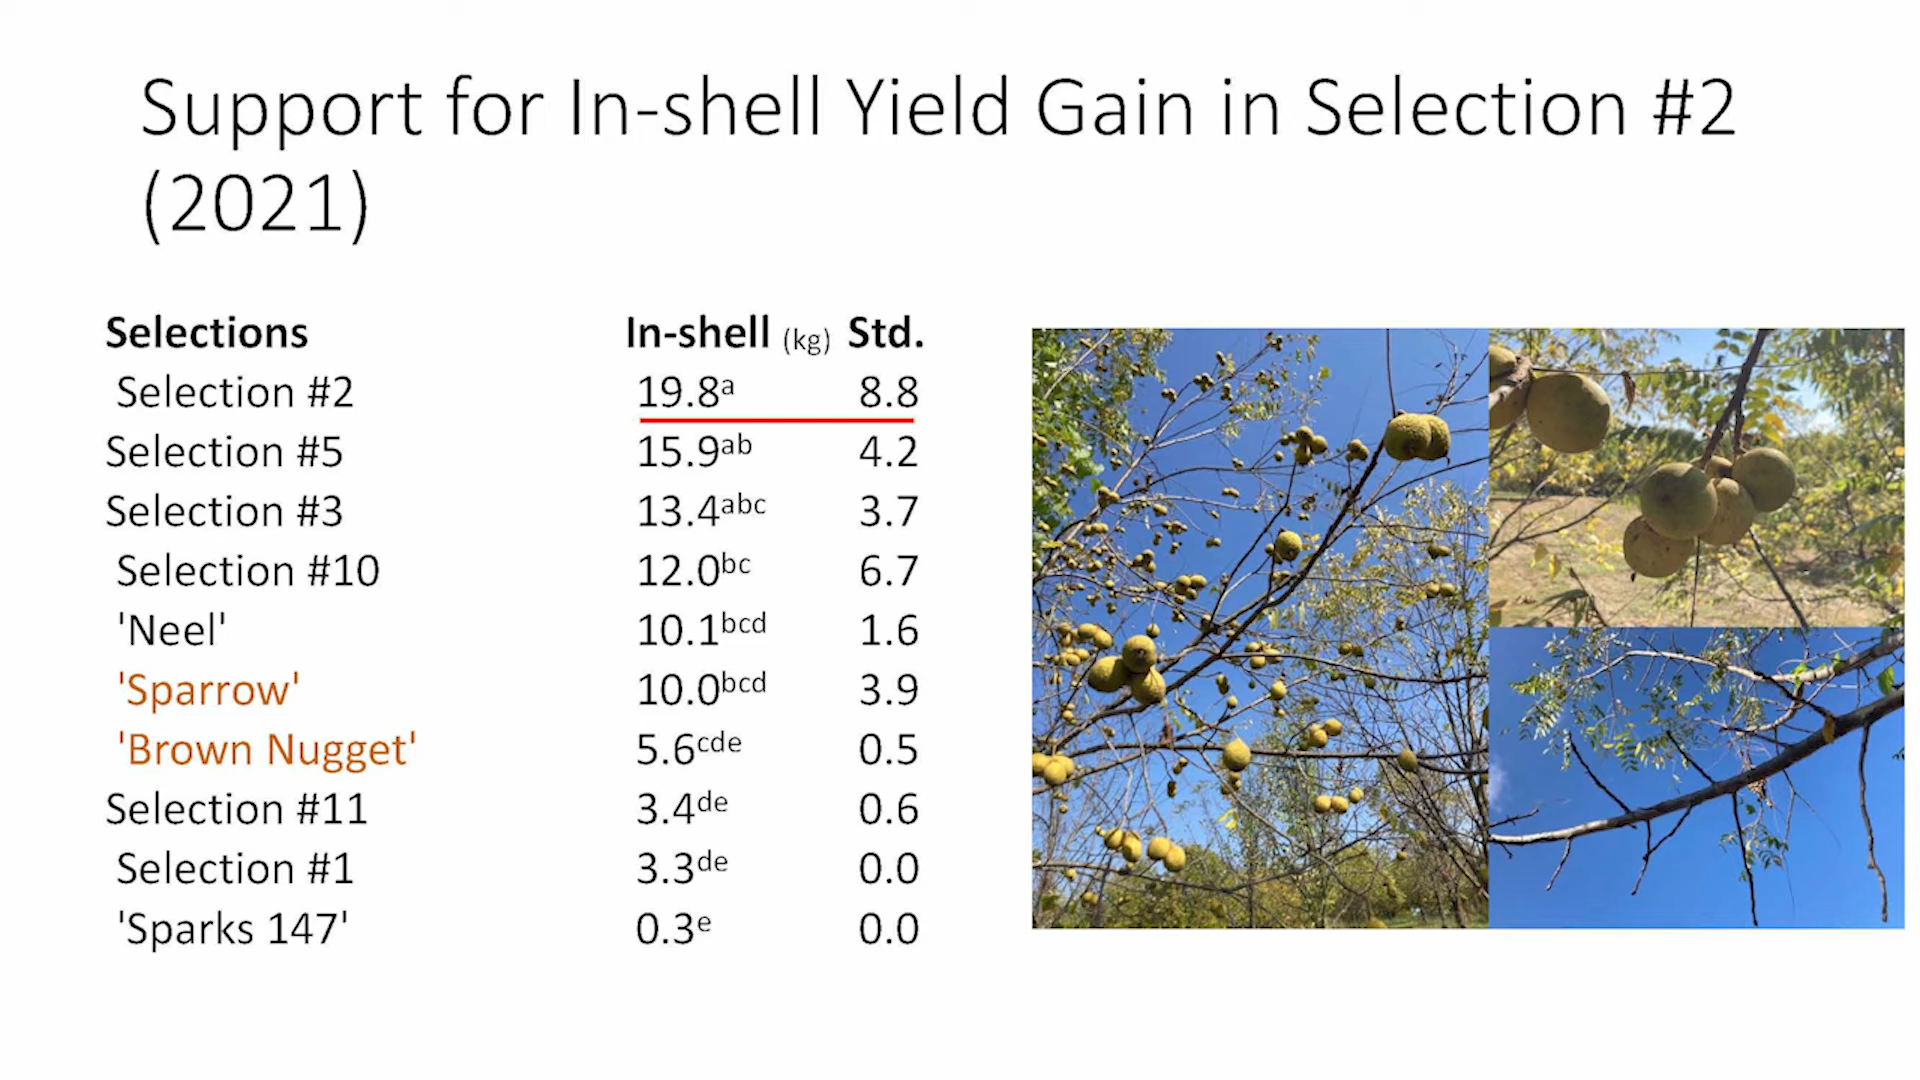 Support for In-shell Yield Gain in Selection #2
(2021)
Selections In-shell (kg) Std.
Selection #2 19.8a 8.8
Selection #5 15.9ab 4.2
Selection #3 13.4abc 3.7
Selection #10 12.0bc 6.7
'Neel' 10.1bcd 1.6
'Sparrow' 10.0bcd 3.9
'Brown Nugget' 5.6cde 0.5
Selection #11 3.4de 0.6
Selection #1 3.3de 0.0
'Sparks 147' 0.3e 0.0